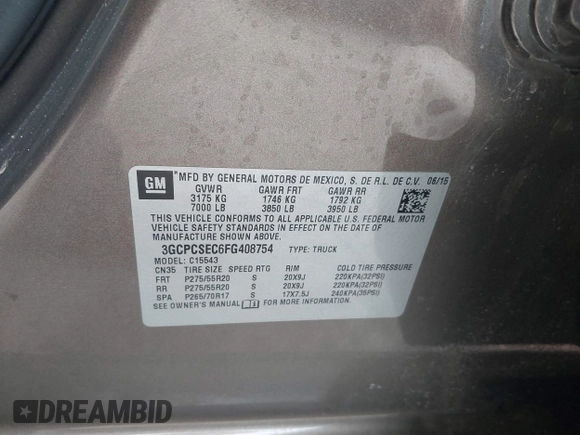 GM
MFD BY GENERAL MOTORS DE MEXICO, S. DE R.L. DE C.V. 06/15
GVWR GAWR FRT GAWR RR
3175 KG 1746 KG 1792 KG
7000 LB 3850 LB 3950 LB
THIS VEHICLE CONFORMS TO ALL APPLICABLE U.S. FEDERAL MOTOR
VEHICLE SAFETY STANDARDS IN EFFECT ON THE DATE OF
MANUFACTURE SHOWN ABOVE.
3GCPCSEC6FG408754 TYPE: TRUCK
MODEL: C15543
CN35 TIRE SIZE SPEED RTG RIM COLD TIRE PRESSURE
FRT P275/55R20 S 20X9J 220KPA(32PSI)
RR P275/55R20 S 20X9J 220KPA(32PSI)
SPA P265/70R17 S 17X7.5J 240KPA(35PSI)
SEE OWNER'S MANUAL FOR MORE INFORMATION.
DREAMBID